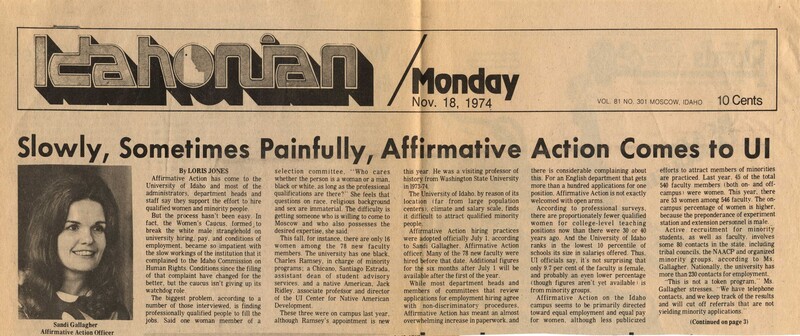 Idahonian
Monday
Nov. 18, 1974
VOL. 81 NO. 301 MOSCOW, IDAHO
10 Cents
Slowly, Sometimes Painfully, Affirmative Action Comes to UI
Sandi Gallagher
Affirmative Action Officer
By LORIS JONES
Affirmative Action has come to the
University of Idaho and most of the
administrators, department heads and
staff say they support the effort to hire
qualified women and minority people.
But the process hasn't been easy. In
fact, the Women's Caucus, formed to
break the white male stranglehold on
university hiring, pay, and conditions of
employment, became so impatient with
the slow workings of the institution that it
complained to the Idaho Commission on
Human Rights. Conditions since the filing
of that complaint have changed for the
better, but the caucus isn't giving up its
watchdog role.
The biggest problem, according to a
number of those interviewed, is finding
professionally qualified people to fill the
jobs. Said one woman member of a
selection committee, "Who cares
whether the person is a woman or a man,
black or white, as long as the professional
qualifications are there?" She feels that
questions on race, religious background
and sex are immaterial. The difficulty is
getting someone who is willing to come to
Moscow and who also possesses the
desired expertise, she said.
This fall, for instance, there are only 16
women among the 78 new faculty
members. The university has one black,
Charles Ramsey, in charge of minority
programs; a Chicano, Santiago Estrada,
assistant dean of student advisory
services, and a native American, Jack
Ridley, associate professor and director
of the UI Center for Native American
Development.
These three were on campus last year,
although Ramsey's appointment is new
this year. He was a visiting professor of
history from Washington State University
in 1973-74.
The University of Idaho, by reason of its
location (far from large population
centers), climate and salary scale, finds
it difficult to attract qualified minority
people.
Affirmative Action hiring practices
were adopted officially July 1, according
to Sandi Gallagher, Affirmative Action
officer. Many of the 78 new faculty were
hired before that date. Additional figures
for the six months after July 1 will be
available after the first of the year.
While most department heads and
members of committees that review
applications for employment hiring agree
with non-discriminatory procedures,
Affirmative Action has meant an almost
overwhelming increase in paperwork, and
there is considerable complaining about
this. For an English department that gets
more than a hundred applications for one
position, Affirmative Action is not exactly
welcomed with open arms.
According to professional surveys,
there are proportionately fewer qualified
women for college-level teaching
positions now than there were 30 or 40
years ago. And the University of Idaho
ranks in the lowest 10 percentile of
schools its size in salaries offered. Thus,
UI officials say, it is not surprising that
only 9.7 per cent of the faculty is female,
and probably an even lower percentage
(though figures aren't yet available) is
from minority groups.
Affirmative Action on the Idaho
campus seems to be primarily directed
toward equal employment and equal pay
for women, although less publicized
efforts to attract members of minorities
are practiced. Last year, 45 of the total
540 faculty members (both on- and off-
campus) were women. This year, there
are 53 women among 546 faculty. The on-
campus percentage of women is higher,
because the preponderance of experiment
station and extension personnel is male.
Active recruitment for minority
students, as well as faculty, involves
some 80 contacts in the state, including
tribal councils, the NAACP and organized
minority groups, according to Ms.
Gallagher. Nationally, the university has
more than 230 contacts for employment.
"This is not a token program," Ms.
Gallagher stresses. "We have telephone
contacts, and we keep track of the results
and will cut off referrals that are not
yielding minority applications."
(Continued on page 3)